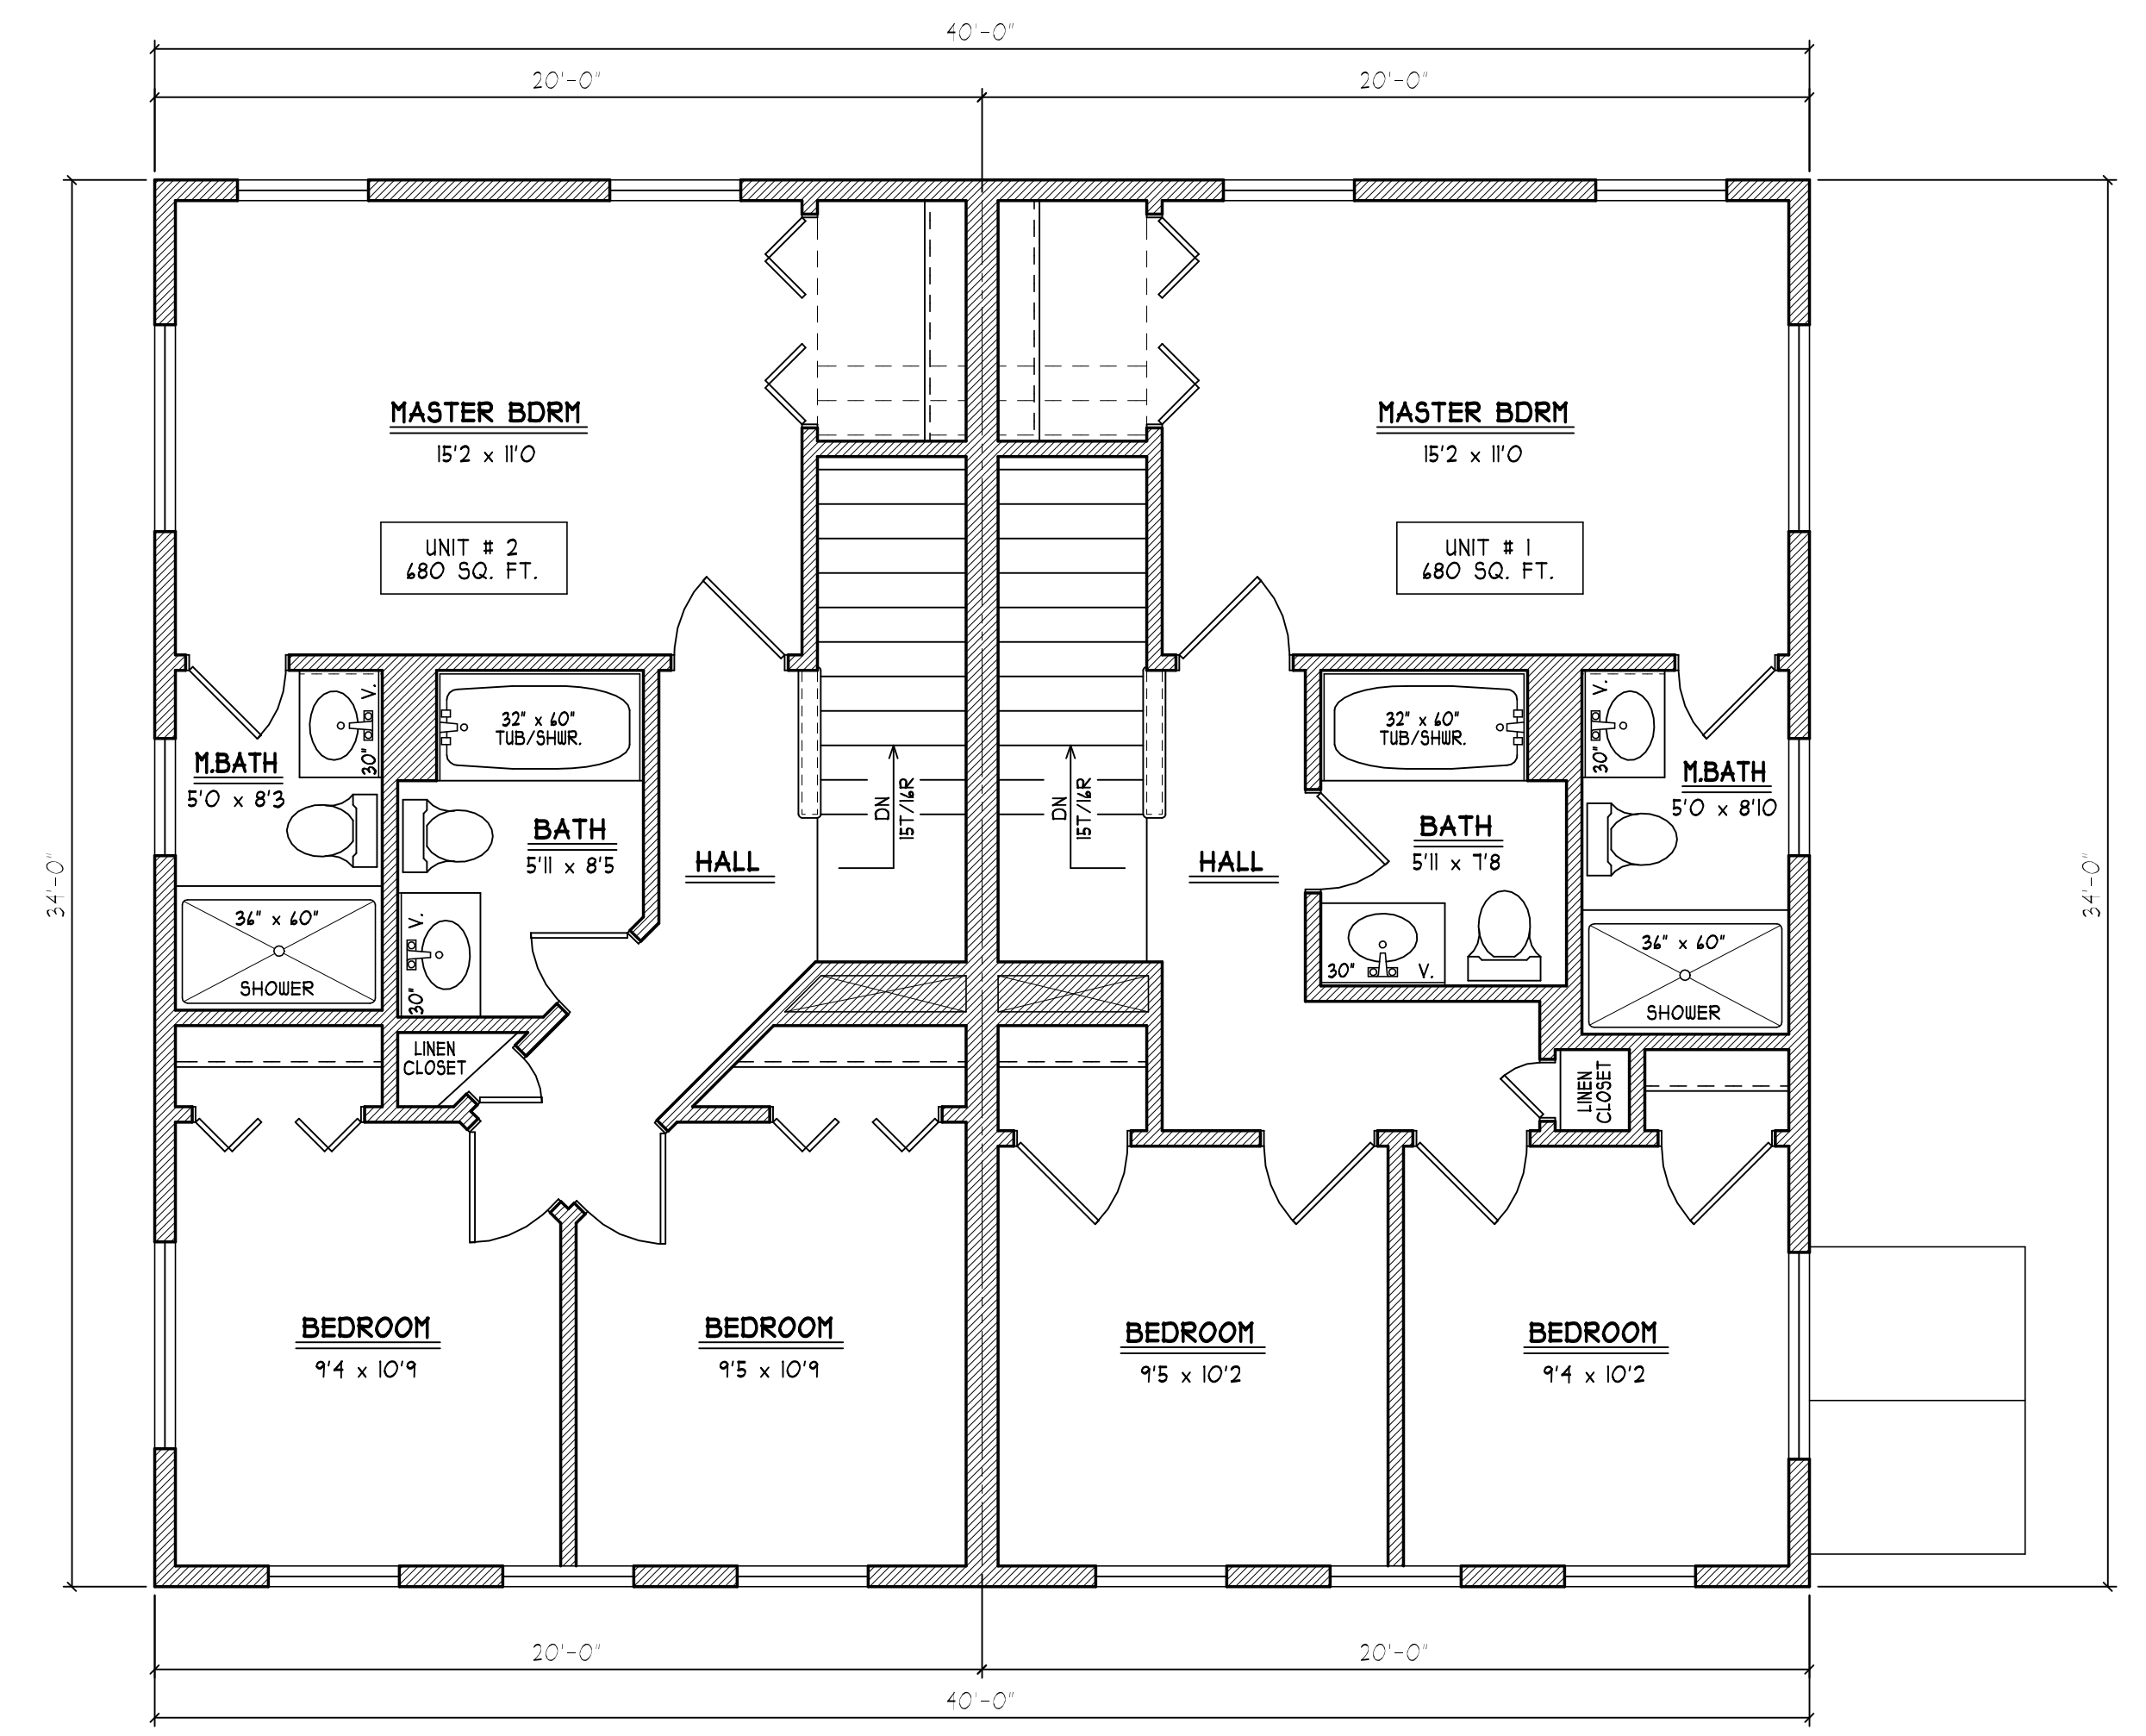 40'-0"
20'-0"
20'-0"
34'-0"
34'-0"
MASTER BDRM
15'2 x 11'0
UNIT # 2
680 SQ. FT.
MASTER BDRM
15'2 x 11'0
UNIT # 1
680 SQ. FT.
M.BATH
5'0 x 8'3
V.
30"
32" x 60"
TUB/SHWR.
BATH
5'11 x 8'5
V.
30"
36" x 60"
SHOWER
HALL
DN
15T/16R
DN
15T/16R
HALL
32" x 60"
TUB/SHWR.
BATH
5'11 x 7'8
30"
V.
V.
30"
M.BATH
5'0 x 8'10
36" x 60"
SHOWER
LINEN
CLOSET
LINEN
CLOSET
BEDROOM
9'4 x 10'9
BEDROOM
9'5 x 10'9
BEDROOM
9'5 x 10'2
BEDROOM
9'4 x 10'2
20'-0"
20'-0"
40'-0"